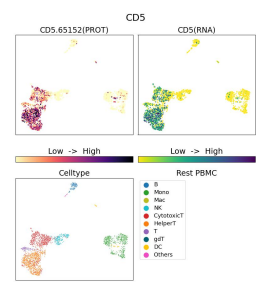 CD5
CD5.65152(PROT)
CD5(RNA)
Low -> High
Low -> High
Celltype
Rest PBMC
B
Mono
Mac
NK
CytotoxicT
HelperT
T
gdT
DC
Others